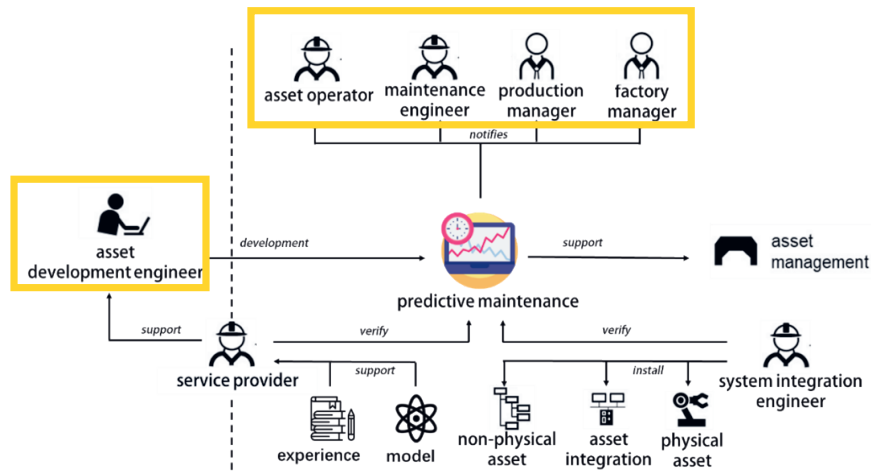 asset operator
maintenance
engineer
production
manager
factory
manager
notifies
asset
development engineer
development
predictive maintenance
support
asset
management
support
service provider
verify
verify
system integration
engineer
support
install
experience
model
non-physical
asset
asset
integration
physical
asset